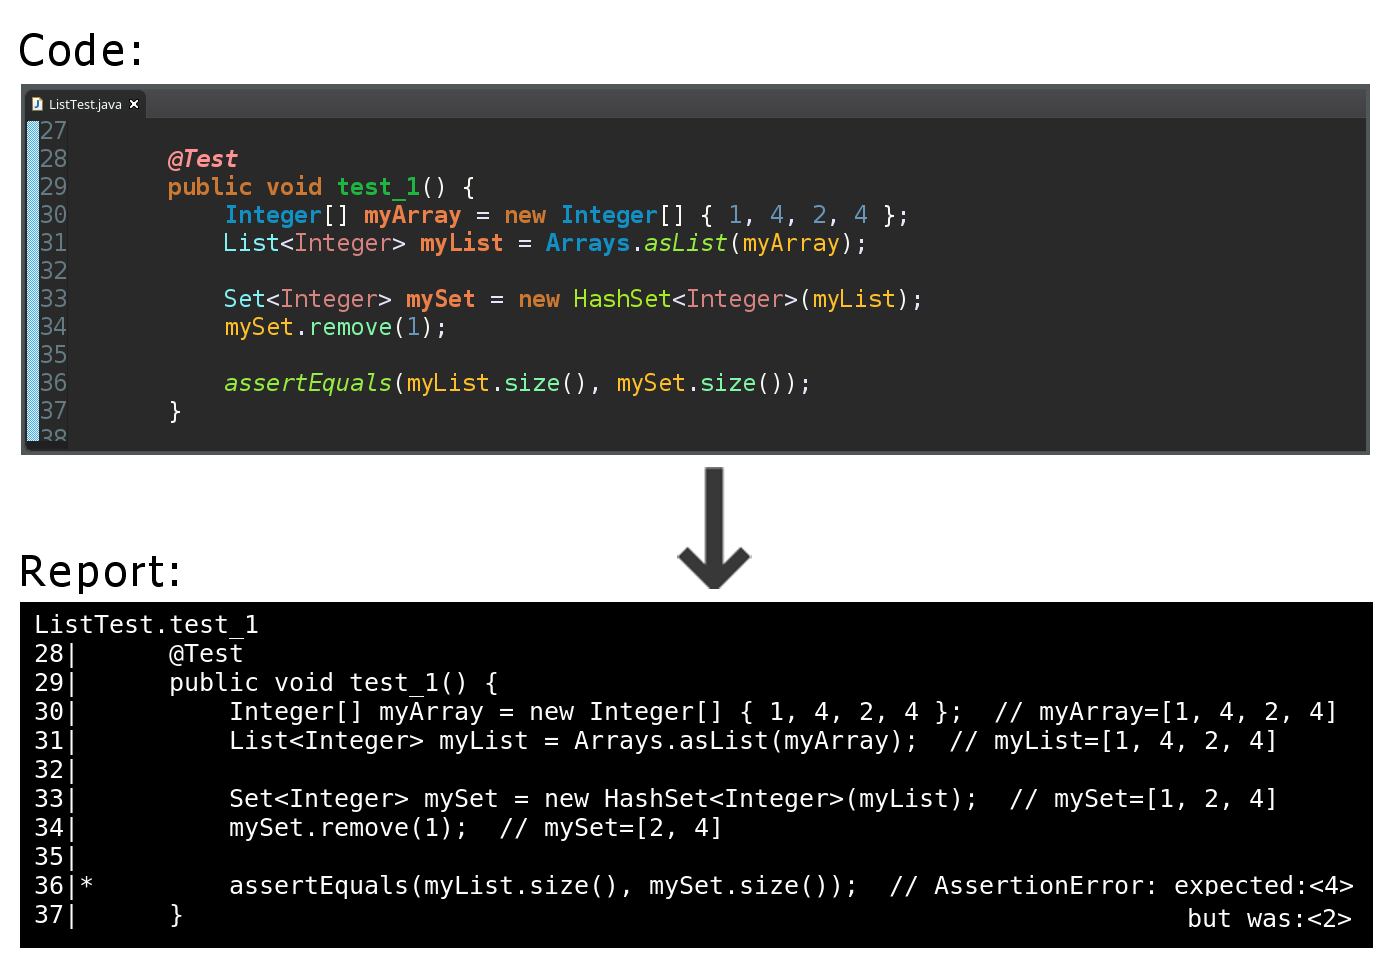 Code:
ListTest.java
27
28 @Test
29 public void test_1() {
30 Integer[] myArray = new Integer[] { 1, 4, 2, 4 };
31 List<Integer> myList = Arrays.asList(myArray);
32
33 Set<Integer> mySet = new HashSet<Integer>(myList);
34 mySet.remove(1);
35
36 assertEquals(myList.size(), mySet.size());
37 }
38
Report:
ListTest.test_1
28|      @Test
29|      public void test_1() {
30|          Integer[] myArray = new Integer[] { 1, 4, 2, 4 };  // myArray=[1, 4, 2, 4]
31|          List<Integer> myList = Arrays.asList(myArray);  // myList=[1, 4, 2, 4]
32|
33|          Set<Integer> mySet = new HashSet<Integer>(myList);  // mySet=[1, 2, 4]
34|          mySet.remove(1);  // mySet=[2, 4]
35|
36|*         assertEquals(myList.size(), mySet.size());  // AssertionError: expected:<4>
37|      }
but was:<2>